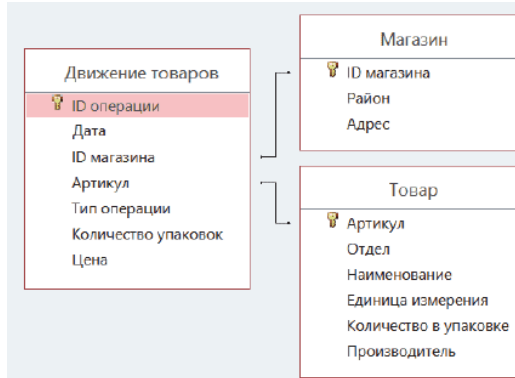 Движение товаров
ID операции
Дата
ID магазина
Артикул
Тип операции
Количество упаковок
Цена
Магазин
ID магазина
Район
Адрес
Товар
Артикул
Отдел
Наименование
Единица измерения
Количество в упаковке
Производитель